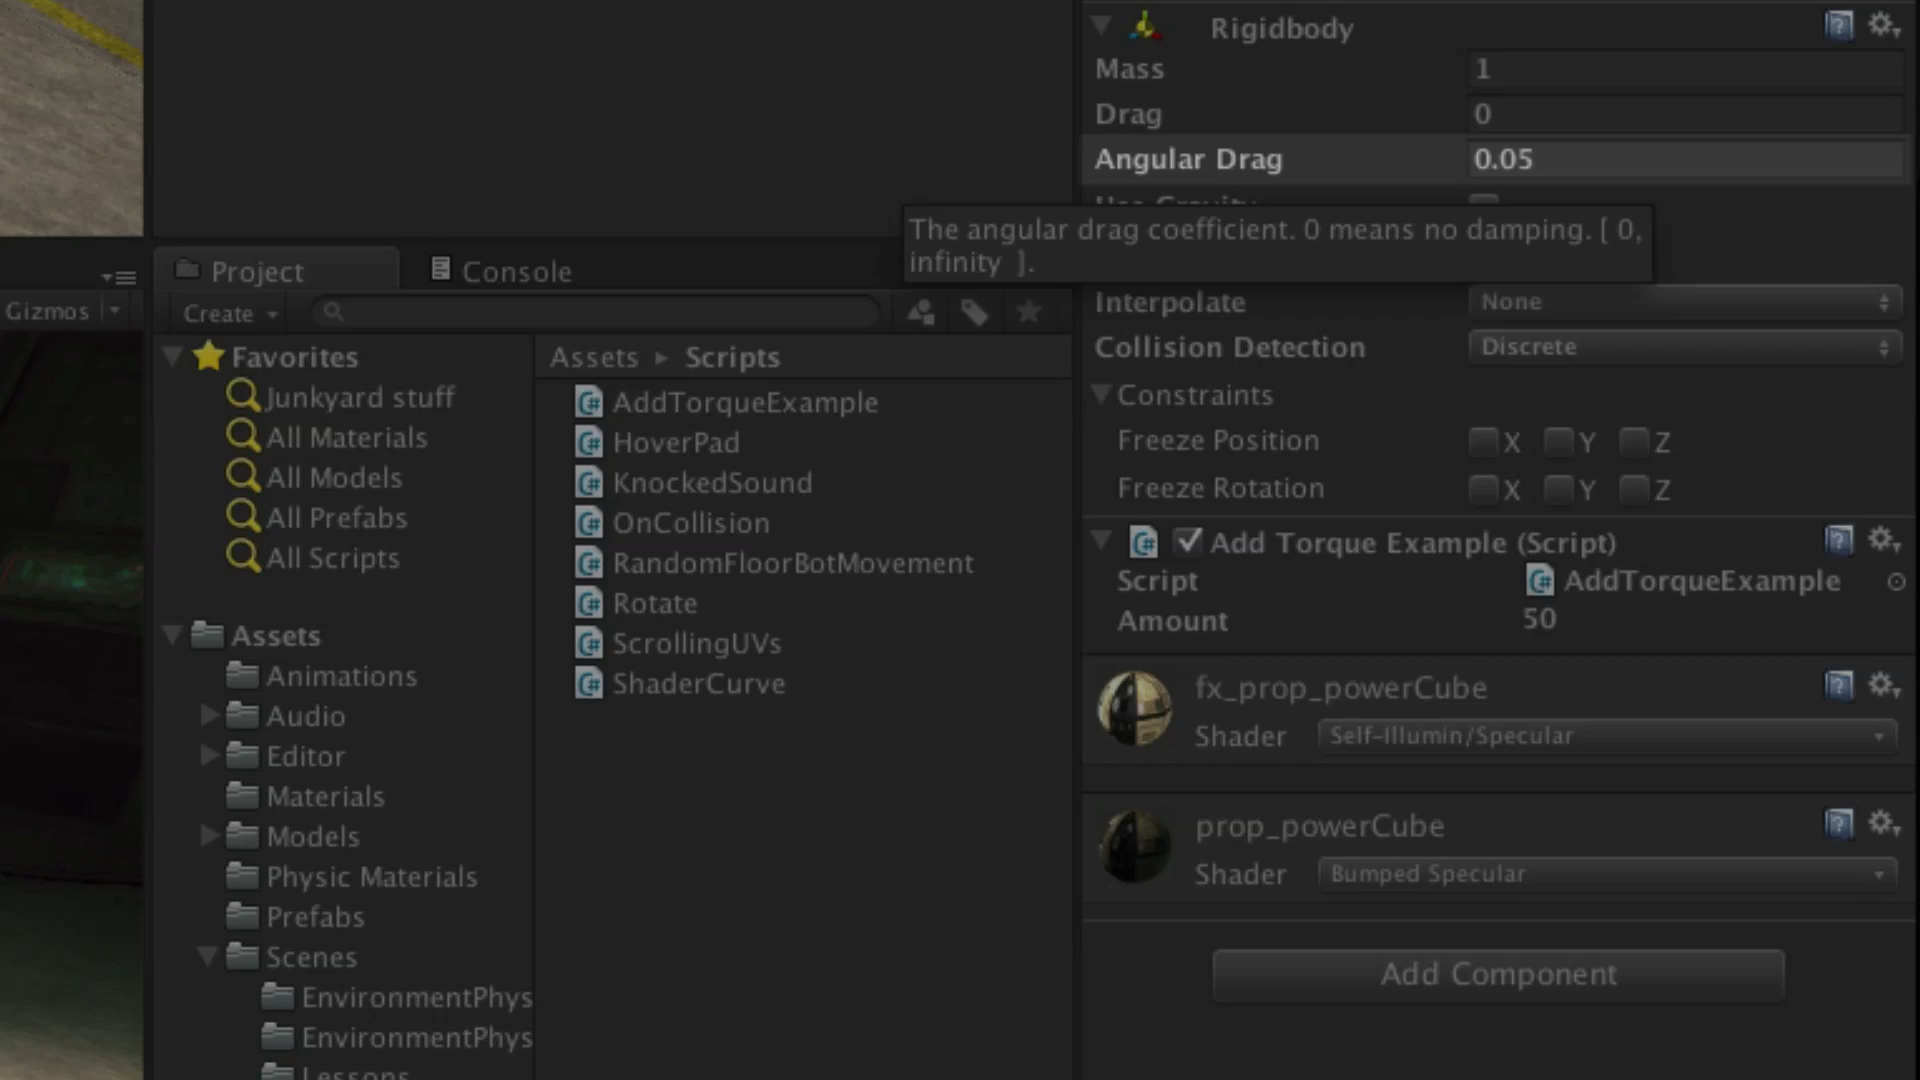 Rigidbody
Mass 1
Drag 0
Angular Drag 0.05
The angular drag coefficient. 0 means no damping. [ 0,
infinity ].
Interpolate None
Collision Detection Discrete
Constraints
Freeze Position X Y Z
Freeze Rotation X Y Z
Add Torque Example (Script)
Script AddTorqueExample
Amount 50
fx_prop_powerCube
Shader Self-Illumin/Specular
prop_powerCube
Shader Bumped Specular
Add Component
Gizmos
Project Console
Create
Favorites
Junkyard stuff
All Materials
All Models
All Prefabs
All Scripts
Assets
Animations
Audio
Editor
Materials
Models
Physic Materials
Prefabs
Scenes
EnvironmentPhys
EnvironmentPhys
Lessons
Assets Scripts
AddTorqueExample
HoverPad
KnockedSound
OnCollision
RandomFloorBotMovement
Rotate
ScrollingUVs
ShaderCurve